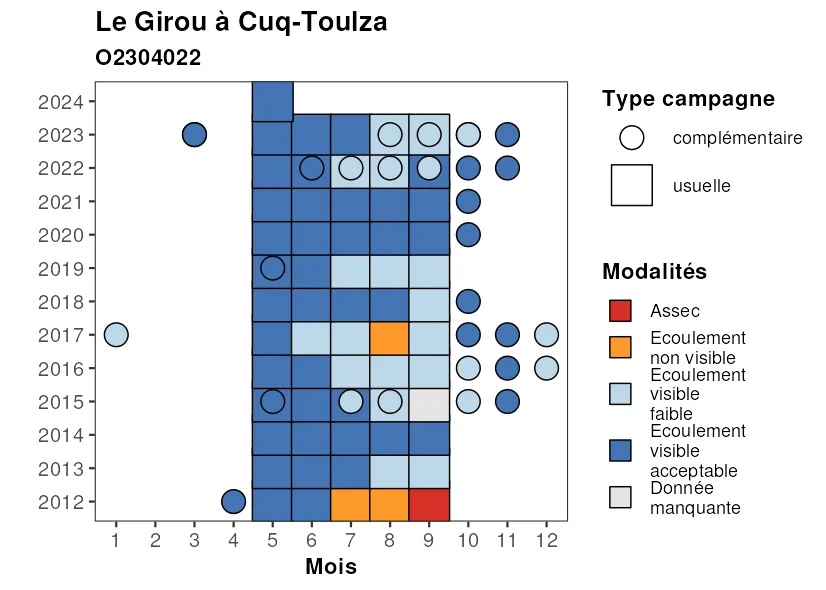 Le Girou à Cuq-Toulza
O2304022
2024
2023
2022
2021
2020
2019
2018
2017
2016
2015
2014
2013
2012
1 2 3 4 5 6 7 8 9 10 11 12
Mois
Type campagne
complémentaire
usuelle
Modalités
Assec
Ecoulement
non visible
Ecoulement
visible
faible
Ecoulement
visible
acceptable
Donnée
manquante